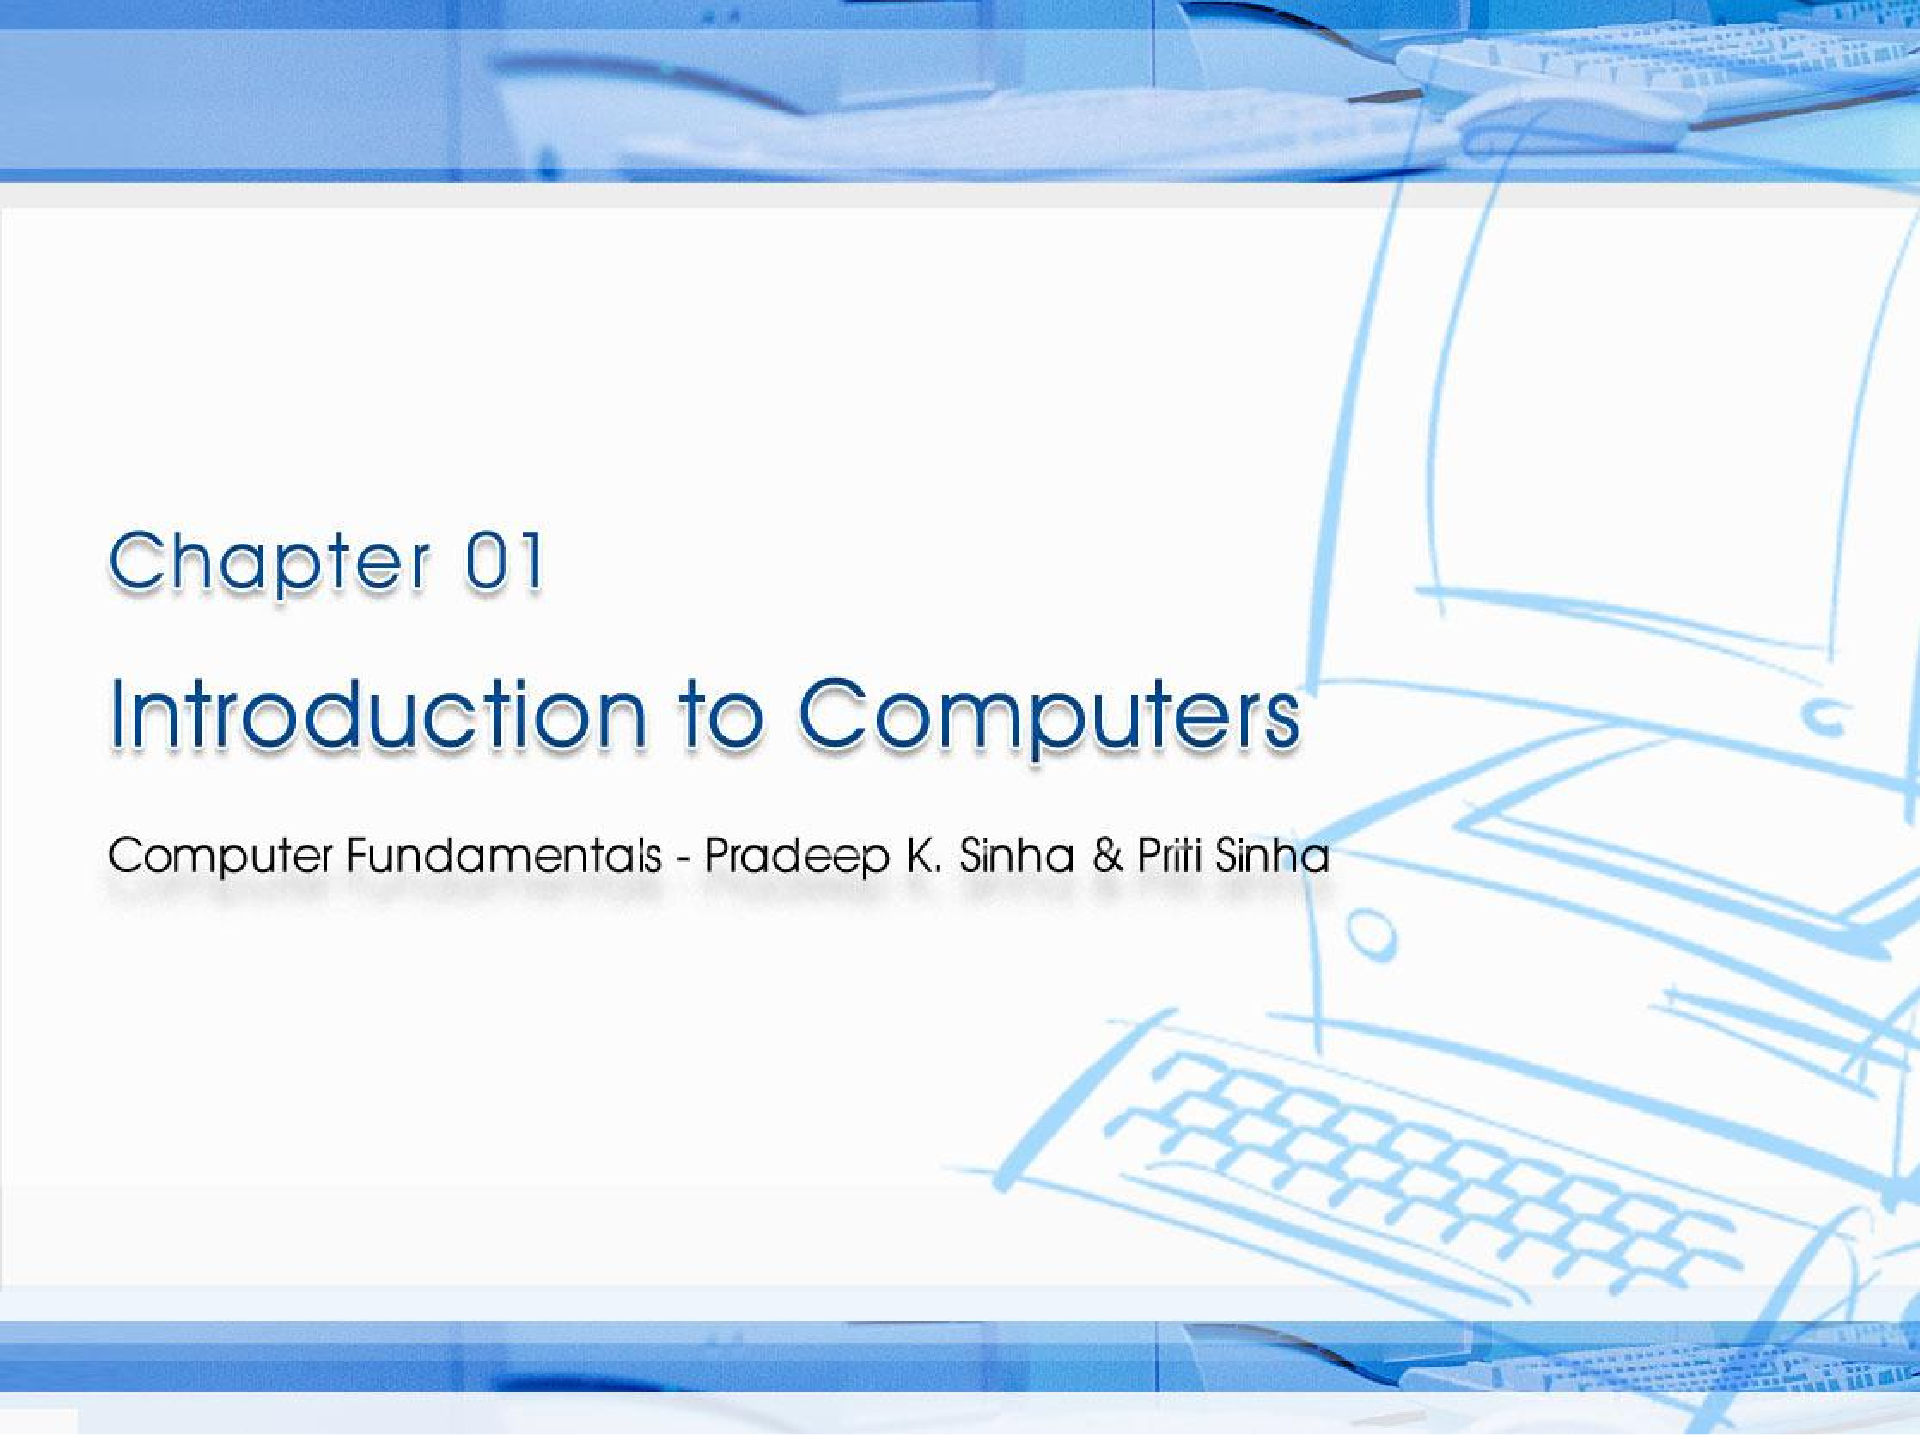 Chapter 01
Introduction to Computers
Computer Fundamentals - Pradeep K. Sinha & Priti Sinha